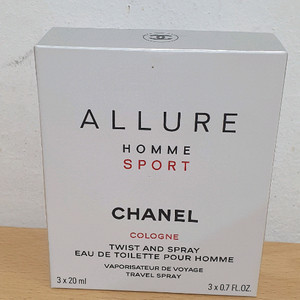 ALLURE
HOMME
SPORT
CHANEL
COLOGNE
TWIST AND SPRAY
EAU DE TOILETTE POUR HOMME
VAPORISATEUR DE VOYAGE
TRAVEL SPRAY
3 x 20 ml 3 x 0.7 FL.OZ.